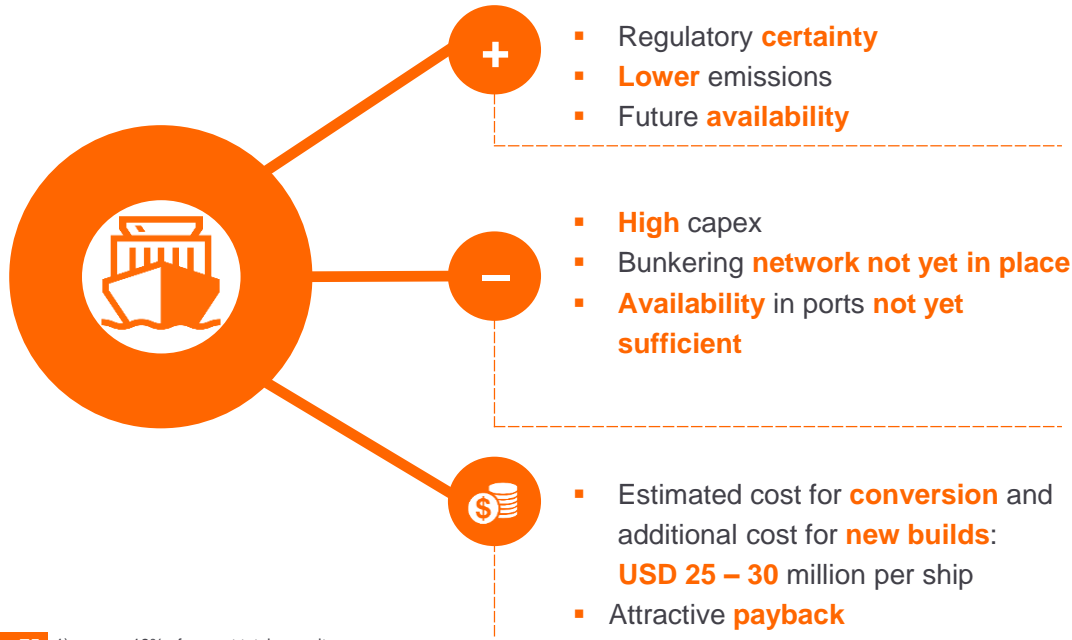 +
▪ Regulatory certainty
▪ Lower emissions
▪ Future availability
–
▪ High capex
▪ Bunkering network not yet in place
▪ Availability in ports not yet
sufficient
$
▪ Estimated cost for conversion and
additional cost for new builds:
USD 25 – 30 million per ship
▪ Attractive payback